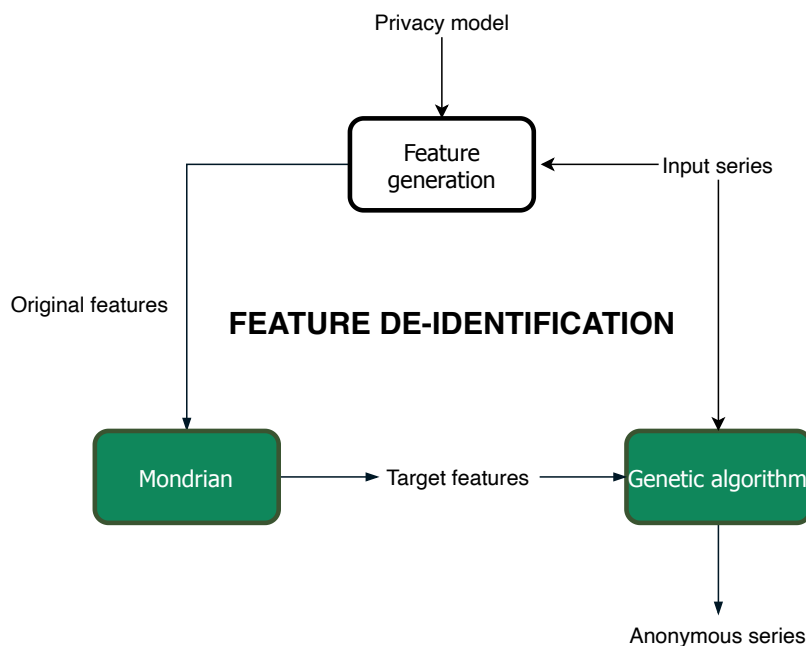 Privacy model
Feature
generation
Input series
Original features
FEATURE DE-IDENTIFICATION
Mondrian
Target features
Genetic algorithm
Anonymous series